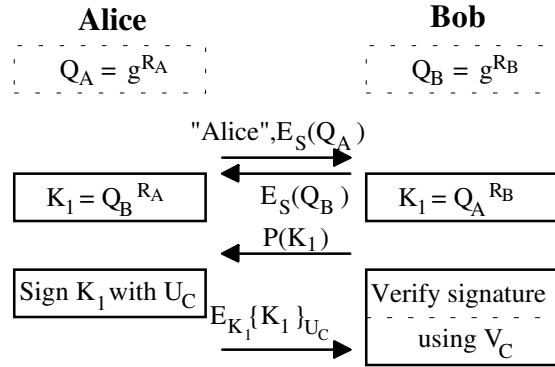 Alice Bob
Q_A = g^{R_A} Q_B = g^{R_B}
"Alice",E_S(Q_A)
K_1 = Q_B^{R_A} E_S(Q_B) K_1 = Q_A^{R_B}
P(K_1)
Sign K_1 with U_C Verify signature
E_{K_1}{K_1}_{U_C} using V_C